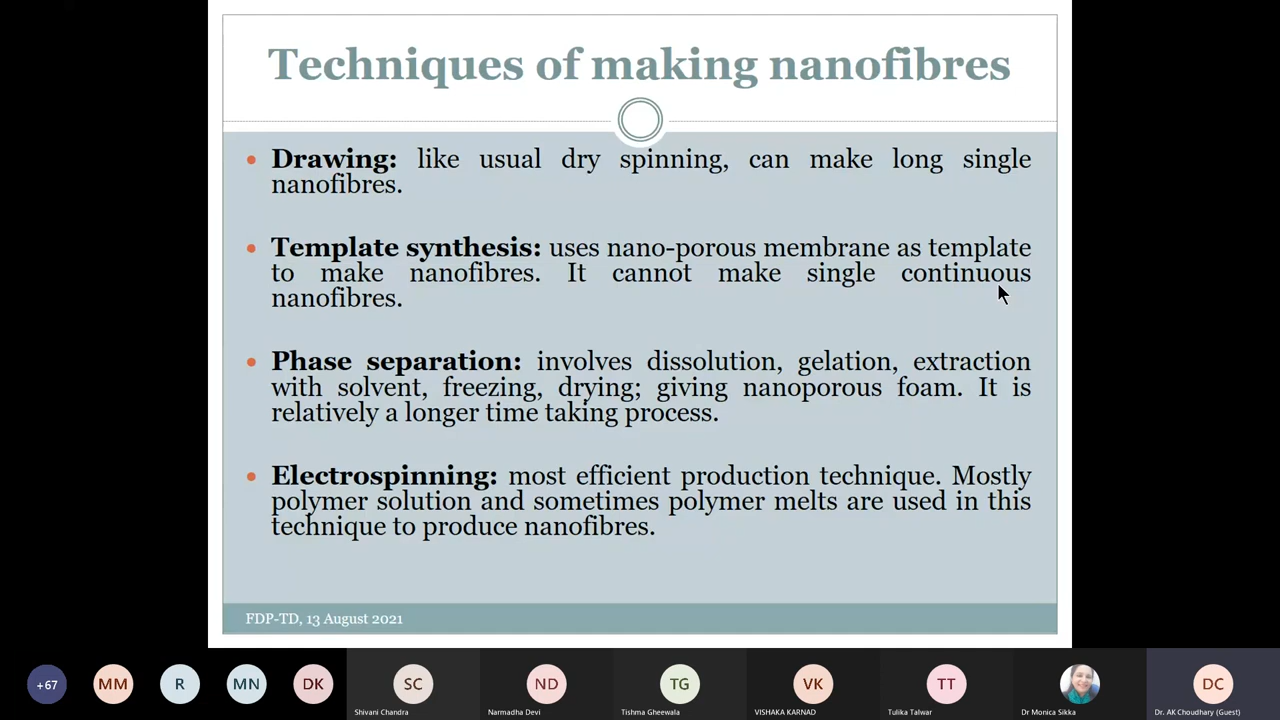 Techniques of making nanofibres
• Drawing: like usual dry spinning, can make long single
nanofibres.
• Template synthesis: uses nano-porous membrane as template
to make nanofibres. It cannot make single continuous
nanofibres.
• Phase separation: involves dissolution, gelation, extraction
with solvent, freezing, drying; giving nanoporous foam. It is
relatively a longer time taking process.
• Electrospinning: most efficient production technique. Mostly
polymer solution and sometimes polymer melts are used in this
technique to produce nanofibres.
FDP-TD, 13 August 2021
+67 MM R MN DK SC ND TG VK TT DC
Shivani Chandra Narmadha Devi Tishma Gheewala VISHAKA KARNAD Tulika Talwar Dr Monica Sikka Dr. AK Choudhary (Guest)